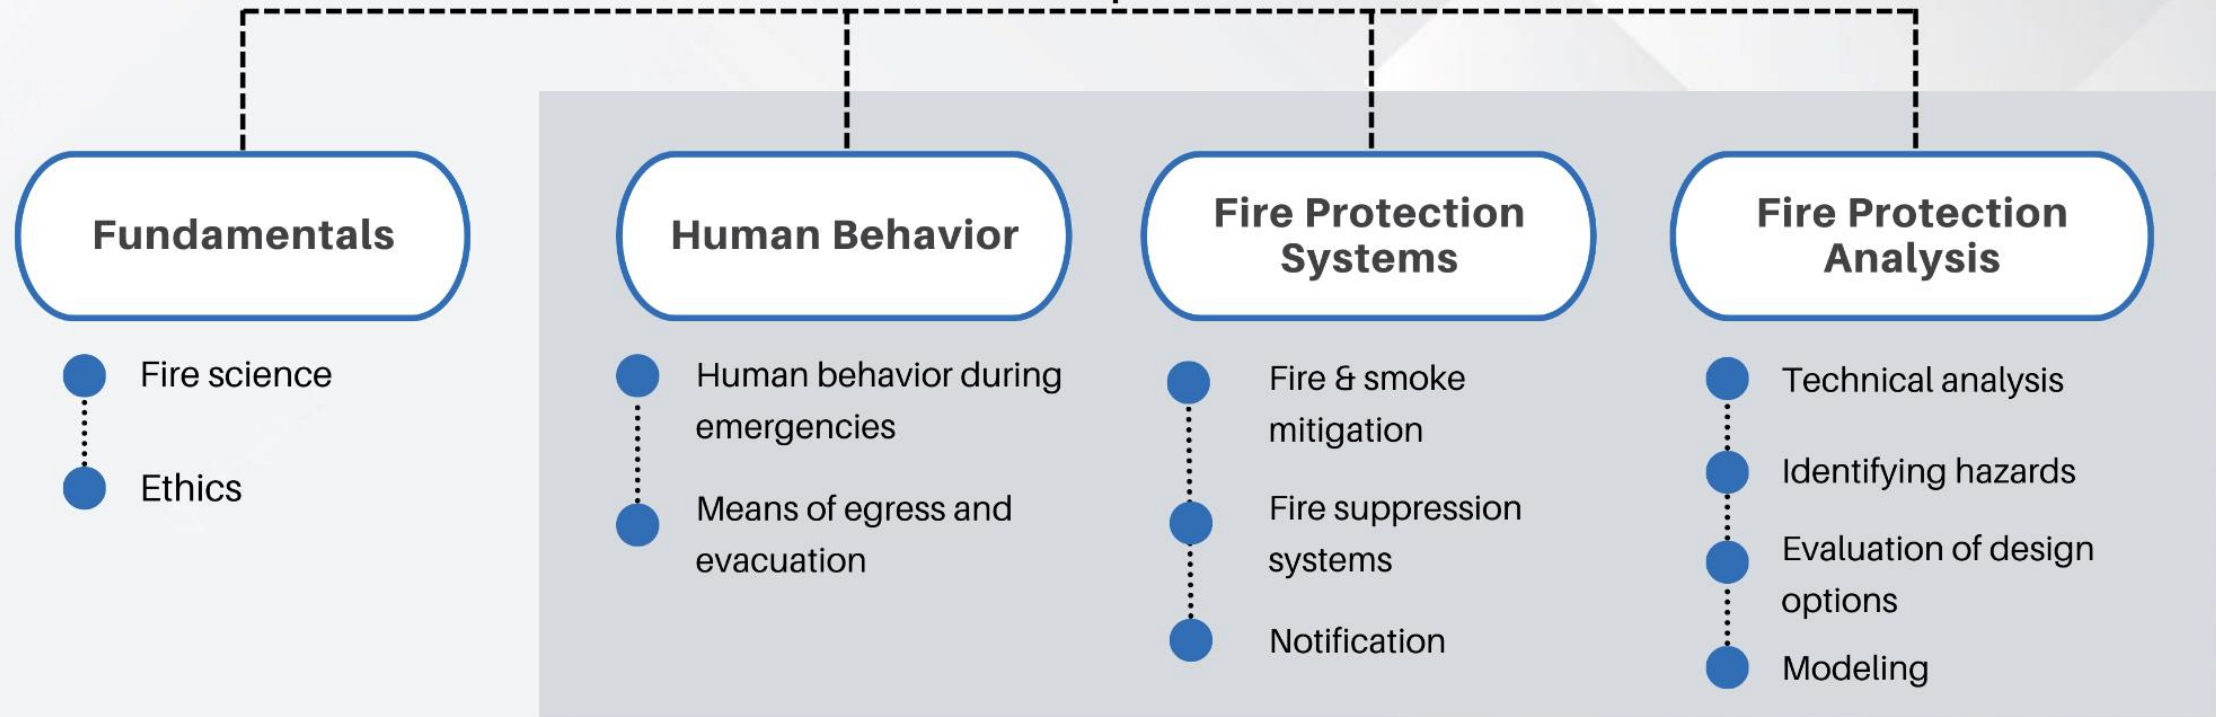 Fundamentals
Fire science
Ethics
Human Behavior
Human behavior during
emergencies
Means of egress and
evacuation
Fire Protection
Systems
Fire & smoke
mitigation
Fire suppression
systems
Notification
Fire Protection
Analysis
Technical analysis
Identifying hazards
Evaluation of design
options
Modeling